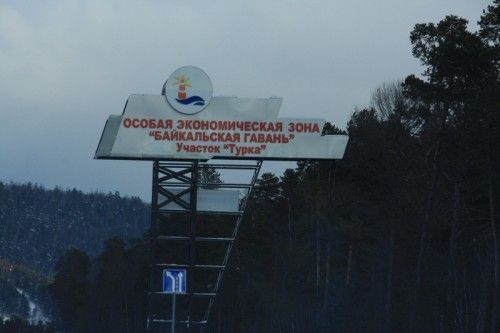 ОСОБАЯ ЭКОНОМИЧЕСКАЯ ЗОНА
"БАЙКАЛЬСКАЯ ГАВАНЬ"
Участок "Турка"